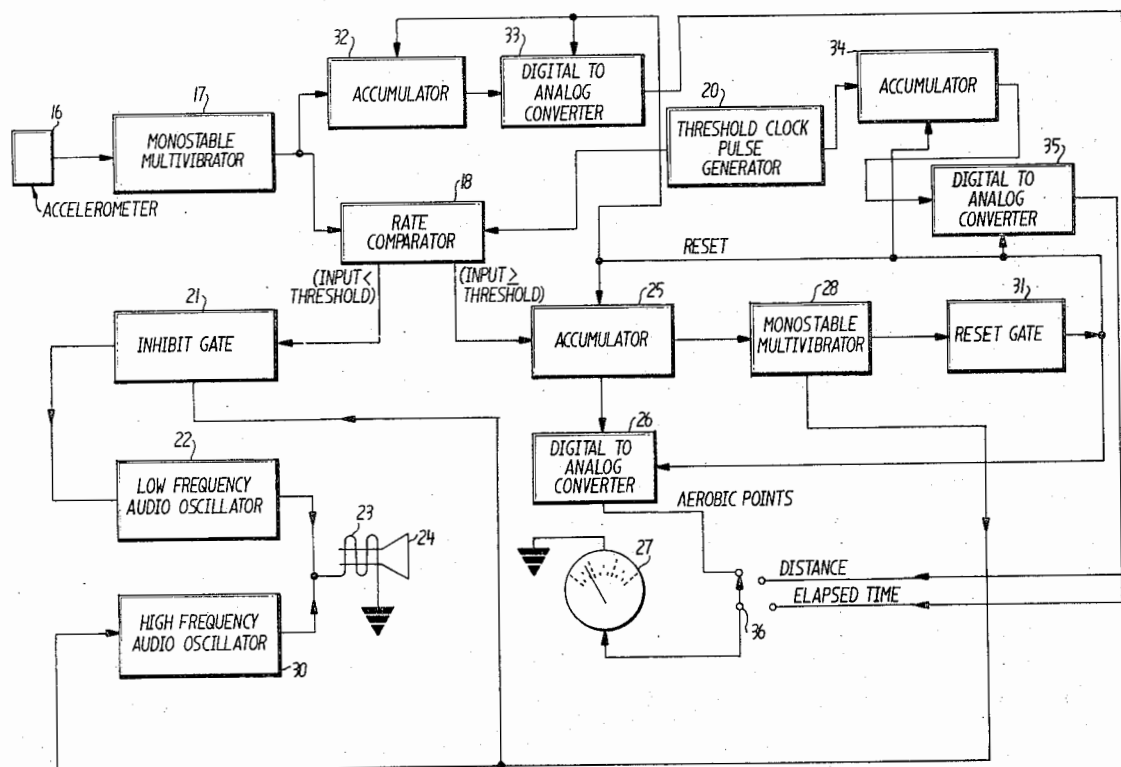 32
ACCUMULATOR
33
DIGITAL TO
ANALOG
CONVERTER
34
ACCUMULATOR
20
THRESHOLD CLOCK
PULSE
GENERATOR
16
ACCELEROMETER
17
MONOSTABLE
MULTIVIBRATOR
35
DIGITAL TO
ANALOG
CONVERTER
18
RATE
COMPARATOR
RESET
(INPUT <
THRESHOLD)
(INPUT ≥
THRESHOLD)
21
INHIBIT GATE
25
ACCUMULATOR
28
MONOSTABLE
MULTIVIBRATOR
31
RESET GATE
26
DIGITAL TO
ANALOG
CONVERTER
22
LOW FREQUENCY
AUDIO OSCILLATOR
23
24
AEROBIC POINTS
27
DISTANCE
ELAPSED TIME
36
HIGH FREQUENCY
AUDIO OSCILLATOR
30